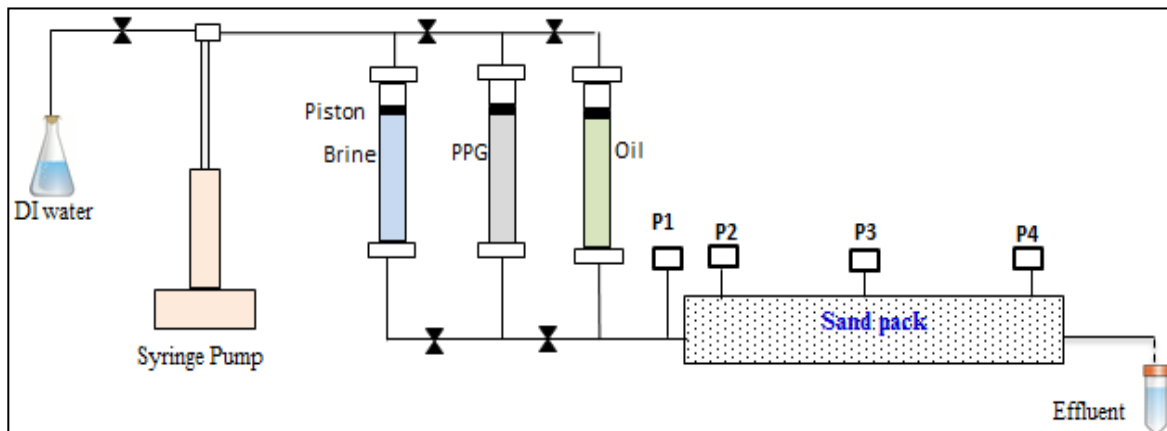 Piston
Brine
PPG
Oil
DI water
Syringe Pump
P1
P2
P3
P4
Sand pack
Effluent